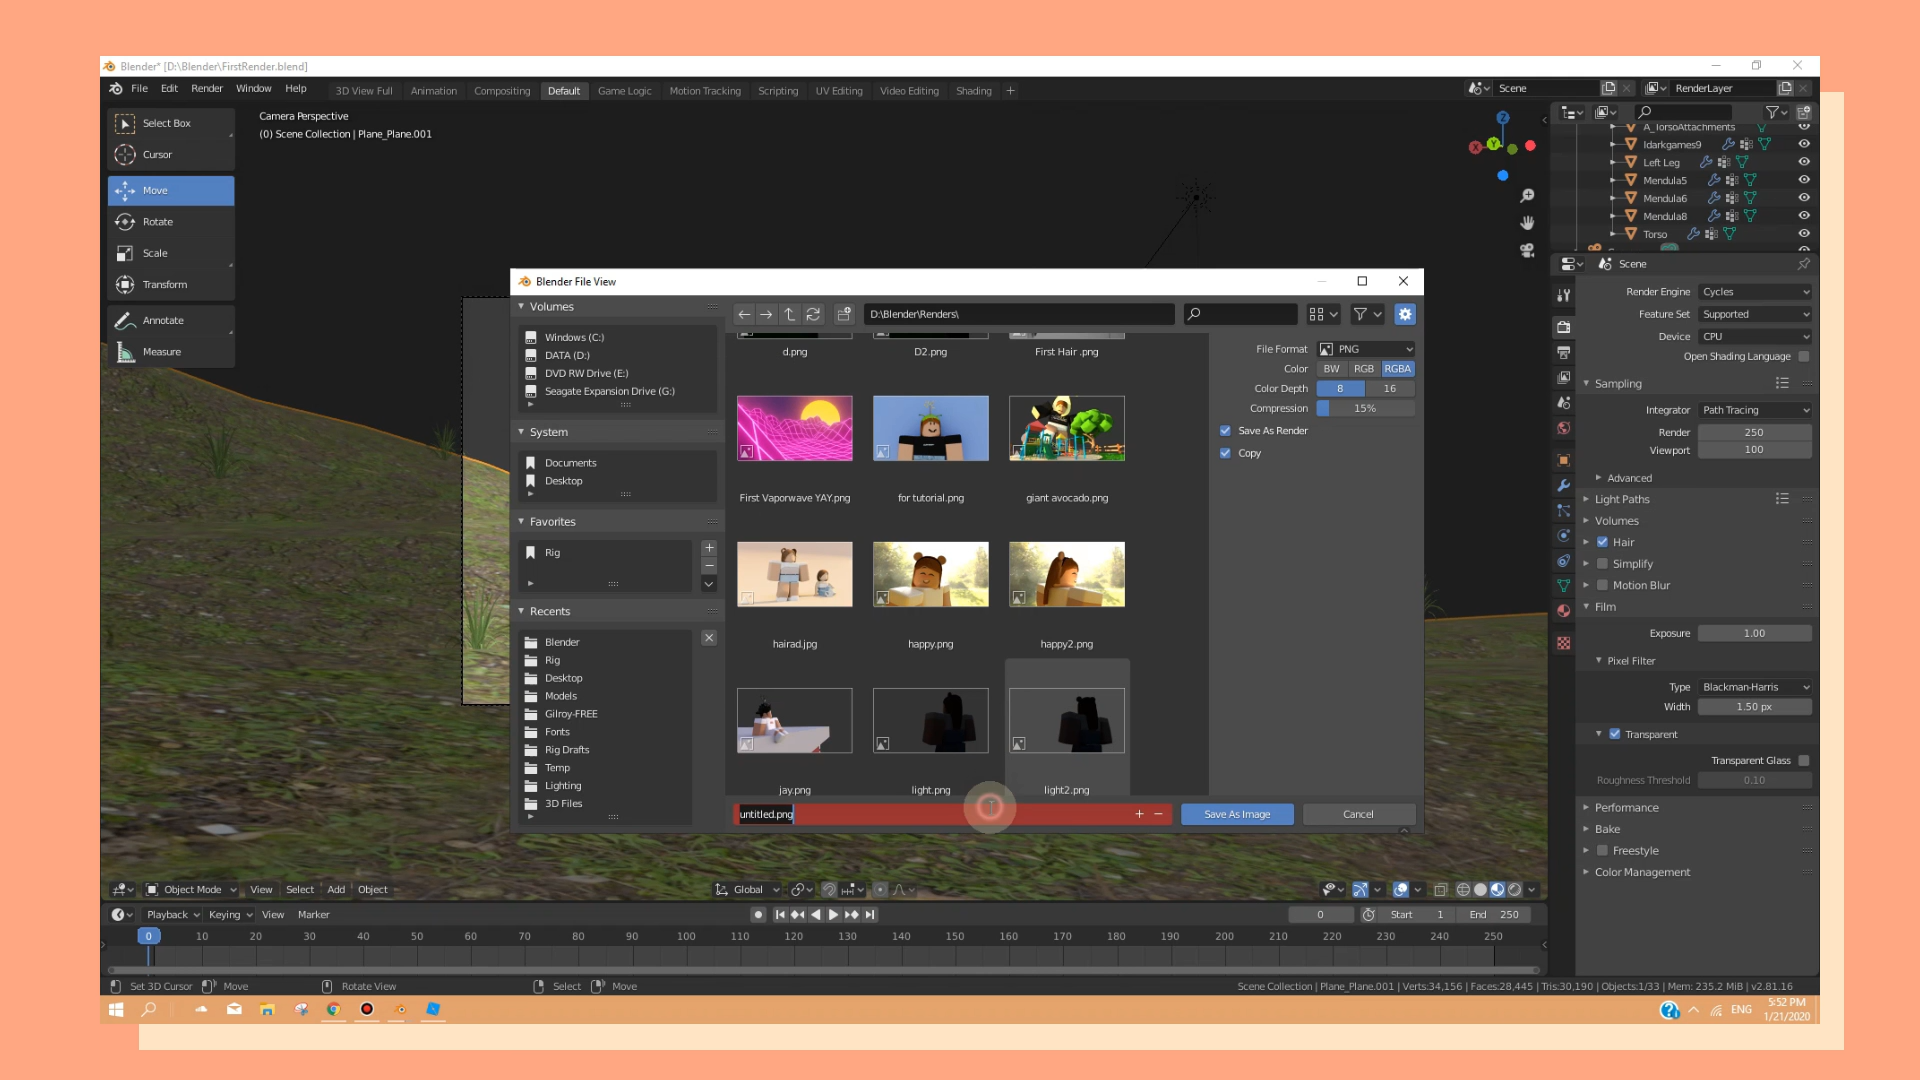 Blender* [D:\Blender\FirstRender.blend]
File Edit Render Window Help 3D View Full Animation Compositing Default Game Logic Motion Tracking Scripting UV Editing Video Editing Shading + Scene RenderLayer
Select Box
Cursor
Move
Rotate
Scale
Transform
Annotate
Measure
Camera Perspective
(0) Scene Collection | Plane_Plane.001
Z
Y
X
A_TorsoAttachments
Idarkgames9
Left Leg
Mendula5
Mendula6
Mendula8
Torso
Blender File View
Volumes
Windows (C:)
DATA (D:)
DVD RW Drive (E:)
Seagate Expansion Drive (G:)
System
Documents
Desktop
Favorites
Rig
Recents
Blender
Rig
Desktop
Models
Gilroy-FREE
Fonts
Rig Drafts
Temp
Lighting
3D Files
D:\Blender\Renders\
d.png D2.png First Hair .png
First Vaporwave YAY.png for tutorial.png giant avocado.png
hairad.jpg happy.png happy2.png
jay.png light.png light2.png
untitled.png
Save As Image Cancel
File Format PNG
Color BW RGB RGBA
Color Depth 8 16
Compression 15%
Save As Render
Copy
Scene
Render Engine Cycles
Feature Set Supported
Device CPU
Open Shading Language
Sampling
Integrator Path Tracing
Render 250
Viewport 100
Advanced
Light Paths
Volumes
Hair
Simplify
Motion Blur
Film
Exposure 1.00
Pixel Filter
Type Blackman-Harris
Width 1.50 px
Transparent
Transparent Glass
Roughness Threshold 0.10
Performance
Bake
Freestyle
Color Management
Object Mode View Select Add Object Global
Playback Keying View Marker 0 Start 1 End 250
0 10 20 30 40 50 60 70 80 90 100 110 120 130 140 150 160 170 180 190 200 210 220 230 240 250
Set 3D Cursor Move Rotate View Select Move Scene Collection | Plane_Plane.001 | Verts:34,156 | Faces:28,445 | Tris:30,190 | Objects:1/33 | Mem: 235.2 MiB | v2.81.16
ENG
5:52 PM
1/21/2020